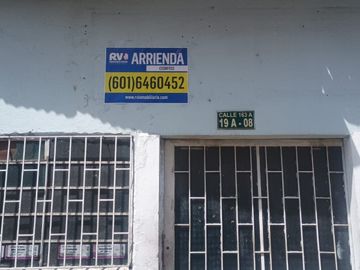 RV
ARRIENDA
(601)6460452
www.rvinmobiliaria.com
CALLE 163 A
19 A - 08